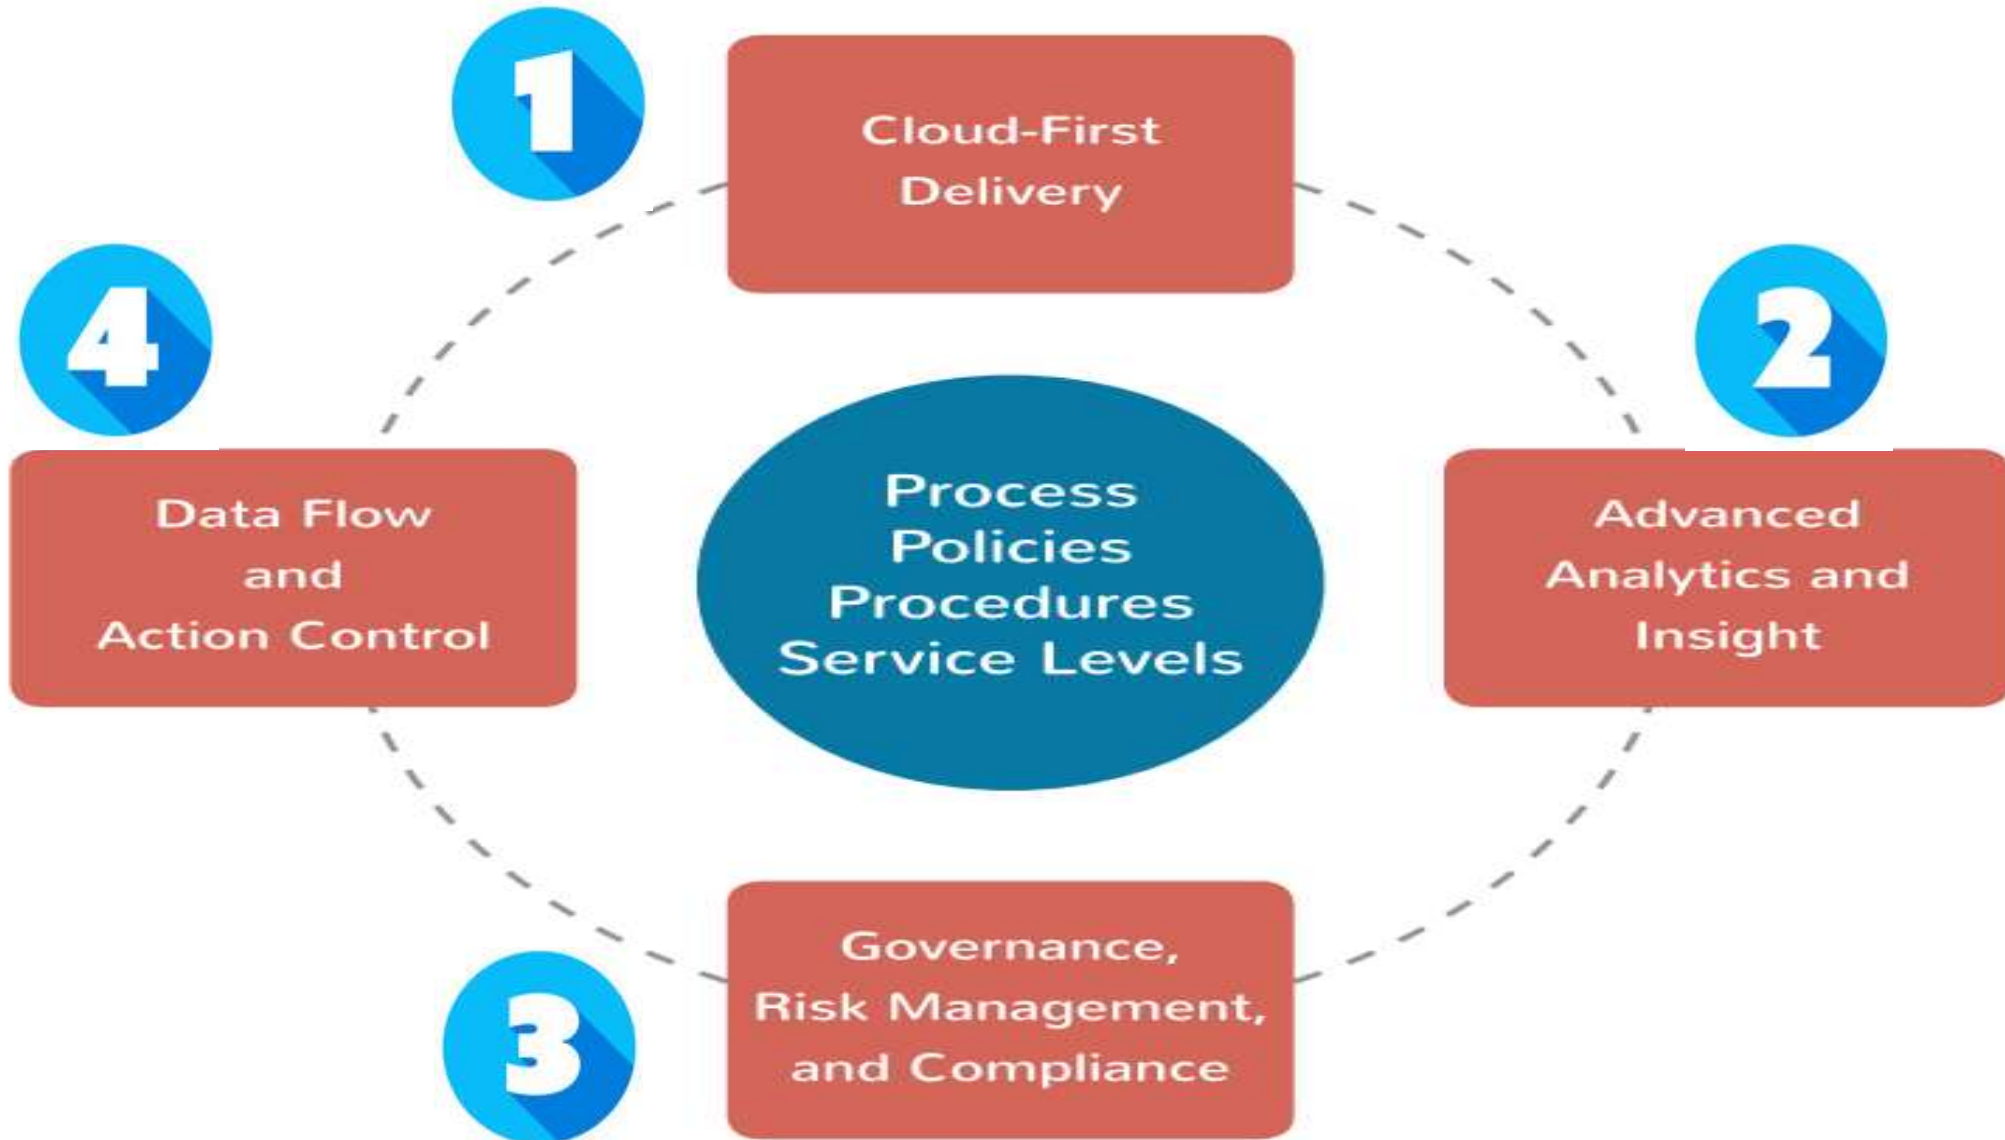 1
Cloud-First
Delivery
2
Advanced
Analytics and
Insight
3
Governance,
Risk Management,
and Compliance
4
Data Flow
and
Action Control
Process
Policies
Procedures
Service Levels